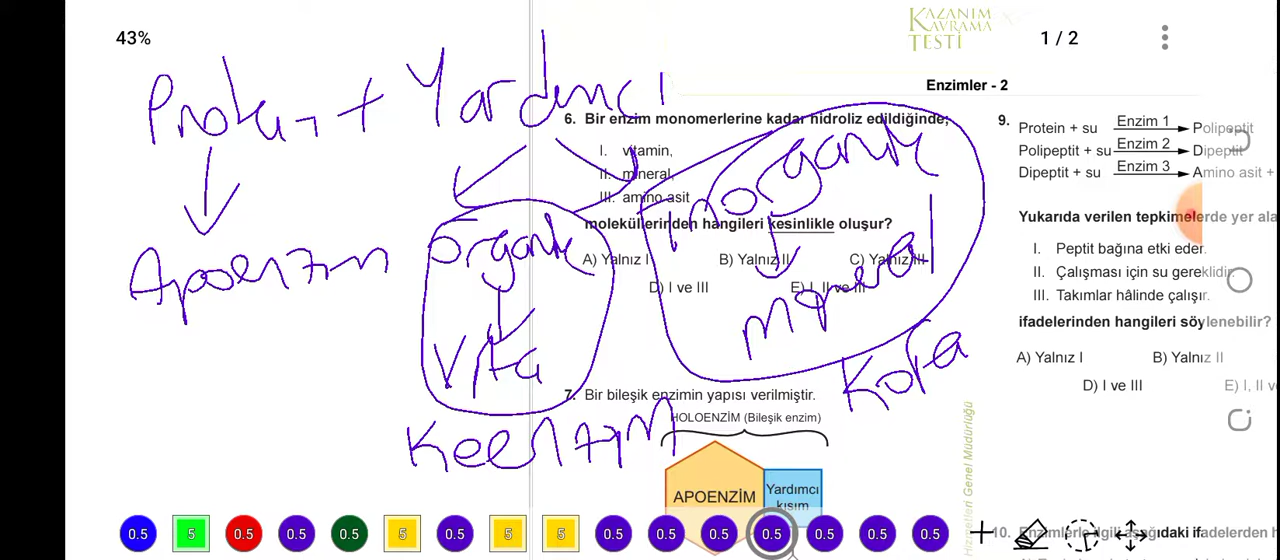 43%
KAZANIM
KAVRAMA
TESTİ
1 / 2
Enzimler - 2
Protein + Yardımcı
Apoenzim
organik
vita
Koenzim
İnorganik
mineral
Kofa
6. Bir enzim monomerlerine kadar hidroliz edildiğinde;
I. vitamin,
II. mineral,
III. amino asit
moleküllerinden hangileri kesinlikle oluşur?
A) Yalnız I B) Yalnız II C) Yalnız III
D) I ve III E) I, II ve III
7. Bir bileşik enzimin yapısı verilmiştir.
HOLOENZİM (Bileşik enzim)
APOENZİM
Yardımcı
kısım
9.
Protein + su Enzim 1 Polipeptit
Polipeptit + su Enzim 2 Dipeptit
Dipeptit + su Enzim 3 Amino asit +
Yukarıda verilen tepkimelerde yer ala
I. Peptit bağına etki eder.
II. Çalışması için su gereklidir.
III. Takımlar hâlinde çalışır.
ifadelerinden hangileri söylenebilir?
A) Yalnız I B) Yalnız II
D) I ve III E) I, II v
Hizmetleri Genel Müdürlüğü
10. Enzimlerle ilgili aşağıdaki ifadelerden h
0.5 5 0.5 0.5 0.5 5 0.5 5 5 0.5 0.5 0.5 0.5 0.5 0.5 0.5